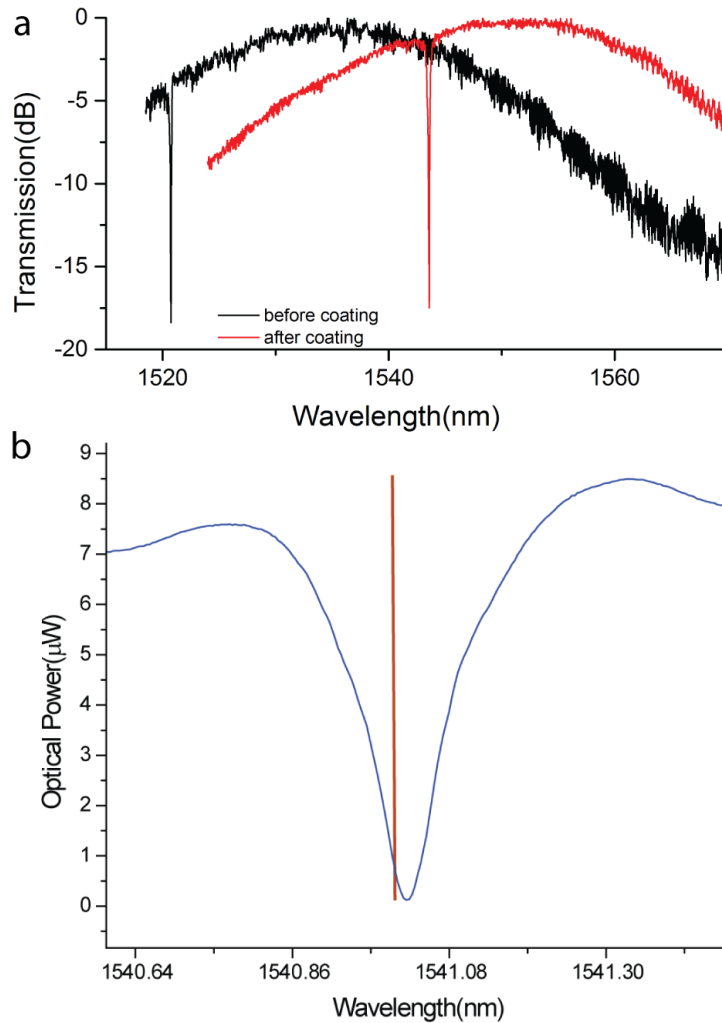 a
Transmission(dB)
0
-5
-10
-15
-20
before coating
after coating
1520
1540
1560
Wavelength(nm)
b
Optical Power(µW)
9
8
7
6
5
4
3
2
1
0
1540.64
1540.86
1541.08
1541.30
Wavelength(nm)